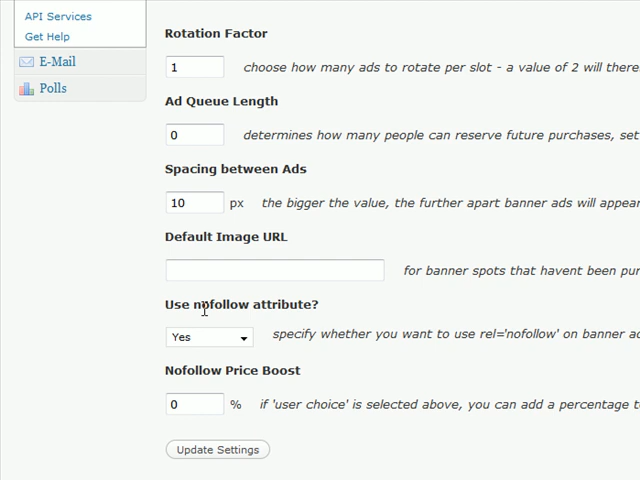 API Services
Get Help
E-Mail
Polls
Rotation Factor
1 choose how many ads to rotate per slot - a value of 2 will
Ad Queue Length
0 determines how many people can reserve future purchases, set
Spacing between Ads
10 px the bigger the value, the further apart banner ads will appear
Default Image URL
for banner spots that havent been
Use nofollow attribute?
Yes specify whether you want to use rel='nofollow' on banner
Nofollow Price Boost
0 % if 'user choice' is selected above, you can add a percentage
Update Settings